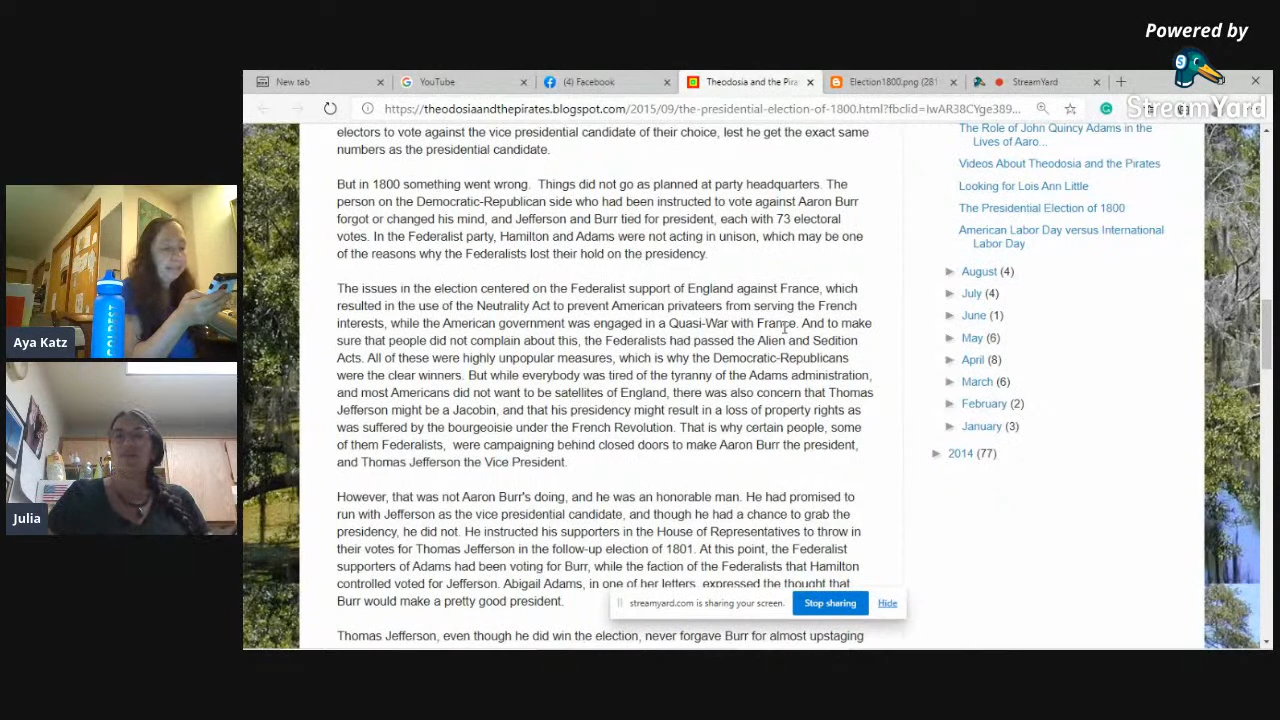 Powered by
StreamYard
New tab
YouTube
(4) Facebook
Theodosia and the Pira
Election1800.png (281
StreamYard
https://theodosiaandthepirates.blogspot.com/2015/09/the-presidential-election-of-1800.html?fbclid=IwAR38CYge389...
electors to vote against the vice presidential candidate of their choice, lest he get the exact same
numbers as the presidential candidate.
But in 1800 something went wrong. Things did not go as planned at party headquarters. The
person on the Democratic-Republican side who had been instructed to vote against Aaron Burr
forgot or changed his mind, and Jefferson and Burr tied for president, each with 73 electoral
votes. In the Federalist party, Hamilton and Adams were not acting in unison, which may be one
of the reasons why the Federalists lost their hold on the presidency.
The issues in the election centered on the Federalist support of England against France, which
resulted in the use of the Neutrality Act to prevent American privateers from serving the French
interests, while the American government was engaged in a Quasi-War with France. And to make
sure that people did not complain about this, the Federalists had passed the Alien and Sedition
Acts. All of these were highly unpopular measures, which is why the Democratic-Republicans
were the clear winners. But while everybody was tired of the tyranny of the Adams administration,
and most Americans did not want to be satellites of England, there was also concern that Thomas
Jefferson might be a Jacobin, and that his presidency might result in a loss of property rights as
was suffered by the bourgeoisie under the French Revolution. That is why certain people, some
of them Federalists, were campaigning behind closed doors to make Aaron Burr the president,
and Thomas Jefferson the Vice President.
However, that was not Aaron Burr's doing, and he was an honorable man. He had promised to
run with Jefferson as the vice presidential candidate, and though he had a chance to grab the
presidency, he did not. He instructed his supporters in the House of Representatives to throw in
their votes for Thomas Jefferson in the follow-up election of 1801. At this point, the Federalist
supporters of Adams had been voting for Burr, while the faction of the Federalists that Hamilton
controlled voted for Jefferson. Abigail Adams, in one of her letters, expressed the thought that
Burr would make a pretty good president.
Thomas Jefferson, even though he did win the election, never forgave Burr for almost upstaging
The Role of John Quincy Adams in the
Lives of Aaro...
Videos About Theodosia and the Pirates
Looking for Lois Ann Little
The Presidential Election of 1800
American Labor Day versus International
Labor Day
August (4)
July (4)
June (1)
May (6)
April (8)
March (6)
February (2)
January (3)
2014 (77)
streamyard.com is sharing your screen.
Stop sharing
Hide
Aya Katz
Julia